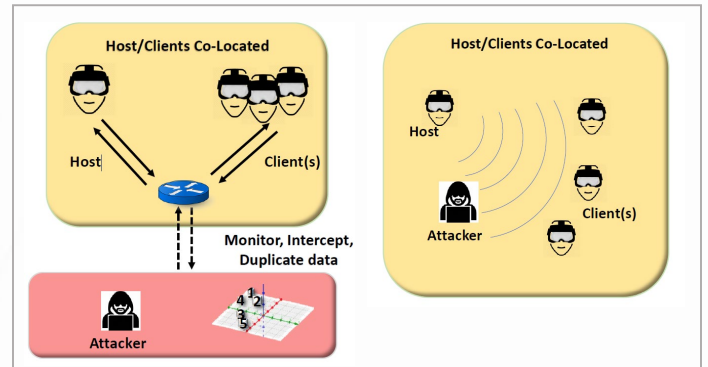 Host/Clients Co-Located
Host
Client(s)
Monitor, Intercept,
Duplicate data
1
4 2
3
5
Attacker
Host/Clients Co-Located
Host
Client(s)
Attacker